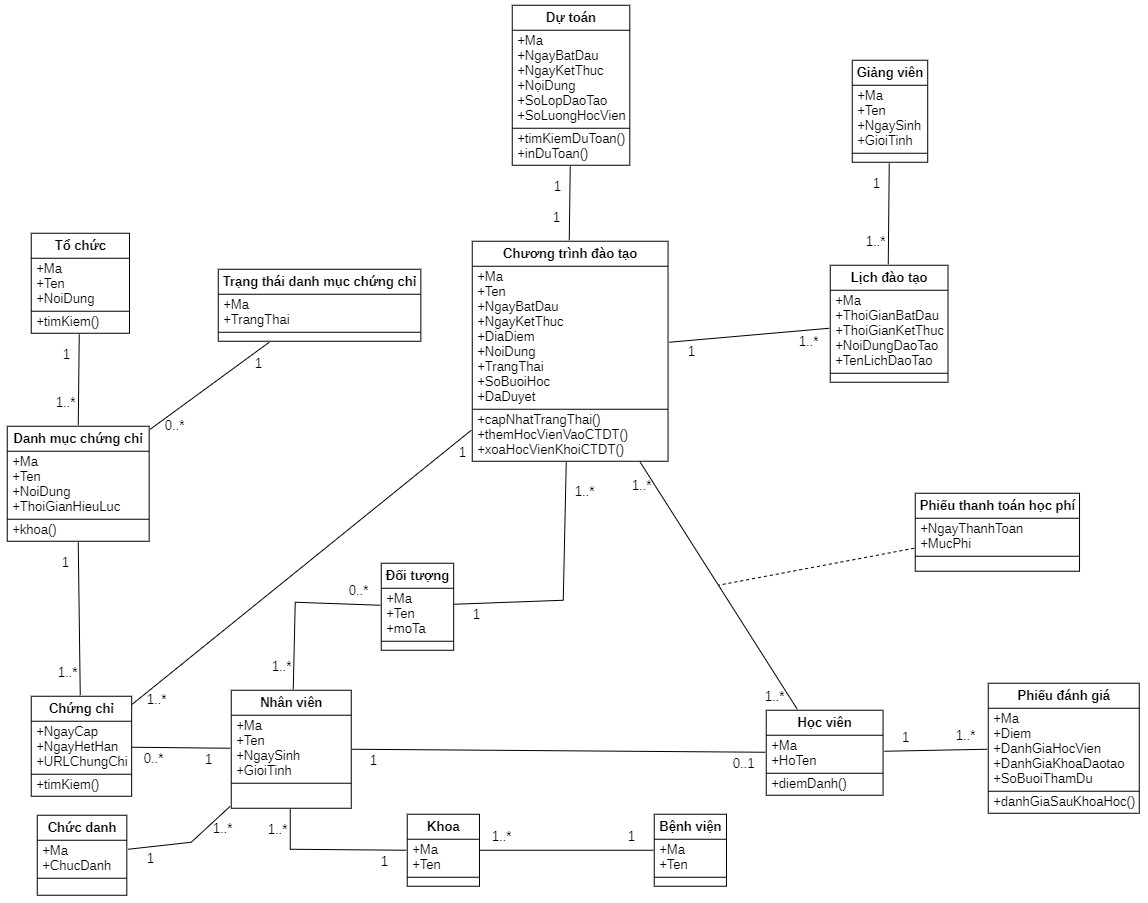 Dự toán
+Ma
+NgayBatDau
+NgayKetThuc
+NoiDung
+SoLopDaoTao
+SoLuongHocVien
+timKiemDuToan()
+inDuToan()
1
1
Giảng viên
+Ma
+Ten
+NgaySinh
+GioiTinh
1
1..*
Tổ chức
+Ma
+Ten
+NoiDung
+timKiem()
1
1..*
Trạng thái danh mục chứng chỉ
+Ma
+TrangThai
1
0..*
Chương trình đào tạo
+Ma
+Ten
+NgayBatDau
+NgayKetThuc
+DiaDiem
+NoiDung
+TrangThai
+SoBuoiHoc
+DaDuyet
+capNhatTrangThai()
+themHocVienVaoCTDT()
+xoaHocVienKhoiCTDT()
1
1..*
Lịch đào tạo
+Ma
+ThoiGianBatDau
+ThoiGianKetThuc
+NoiDungDaoTao
+TenLichDaoTao
Danh mục chứng chỉ
+Ma
+Ten
+NoiDung
+ThoiGianHieuLuc
+khoa()
1
1..*
1
1..*
1..*
1..*
1..*
Phiếu thanh toán học phí
+NgayThanhToan
+MucPhi
Đối tượng
+Ma
+Ten
+moTa
0..*
1
1..*
Chứng chỉ
+NgayCap
+NgayHetHan
+URLChungChi
+timKiem()
0..*
1
Nhân viên
+Ma
+Ten
+NgaySinh
+GioiTinh
1
0..1
Học viên
+Ma
+HoTen
+diemDanh()
1
1..*
Phiếu đánh giá
+Ma
+Diem
+DanhGiaHocVien
+DanhGiaKhoaDaotao
+SoBuoiThamDu
+danhGiaSauKhoaHoc()
Chức danh
+Ma
+ChucDanh
1
1..*
1..*
1
Khoa
+Ma
+Ten
1..*
1
Bệnh viện
+Ma
+Ten